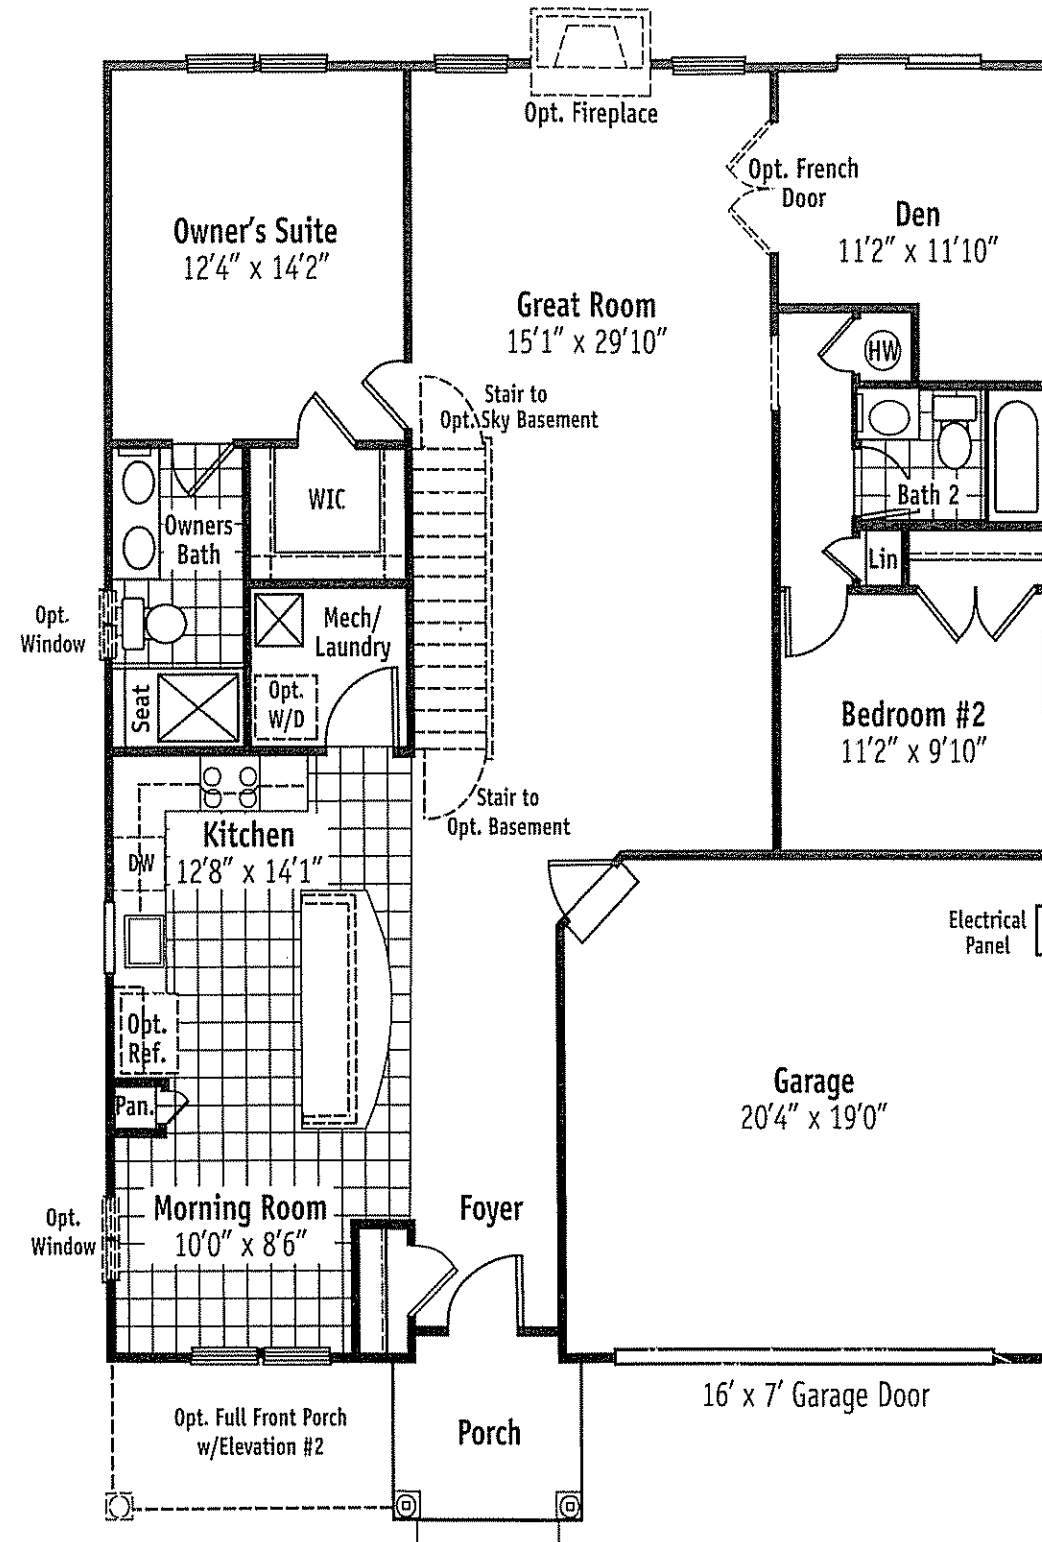 Opt. Fireplace
Opt. French
Door
Den
11'2" x 11'10"
Owner's Suite
12'4" x 14'2"
Great Room
15'1" x 29'10"
HW
Stair to
Opt. Sky Basement
WIC
Bath 2
Owners
Bath
Lin
Opt.
Window
Mech/
Laundry
Seat
Opt.
W/D
Bedroom #2
11'2" x 9'10"
Stair to
Opt. Basement
Kitchen
12'8" x 14'1"
DW
Electrical
Panel
Opt.
Ref.
Garage
20'4" x 19'0"
Pan.
Opt.
Window
Morning Room
10'0" x 8'6"
Foyer
16' x 7' Garage Door
Opt. Full Front Porch
w/Elevation #2
Porch